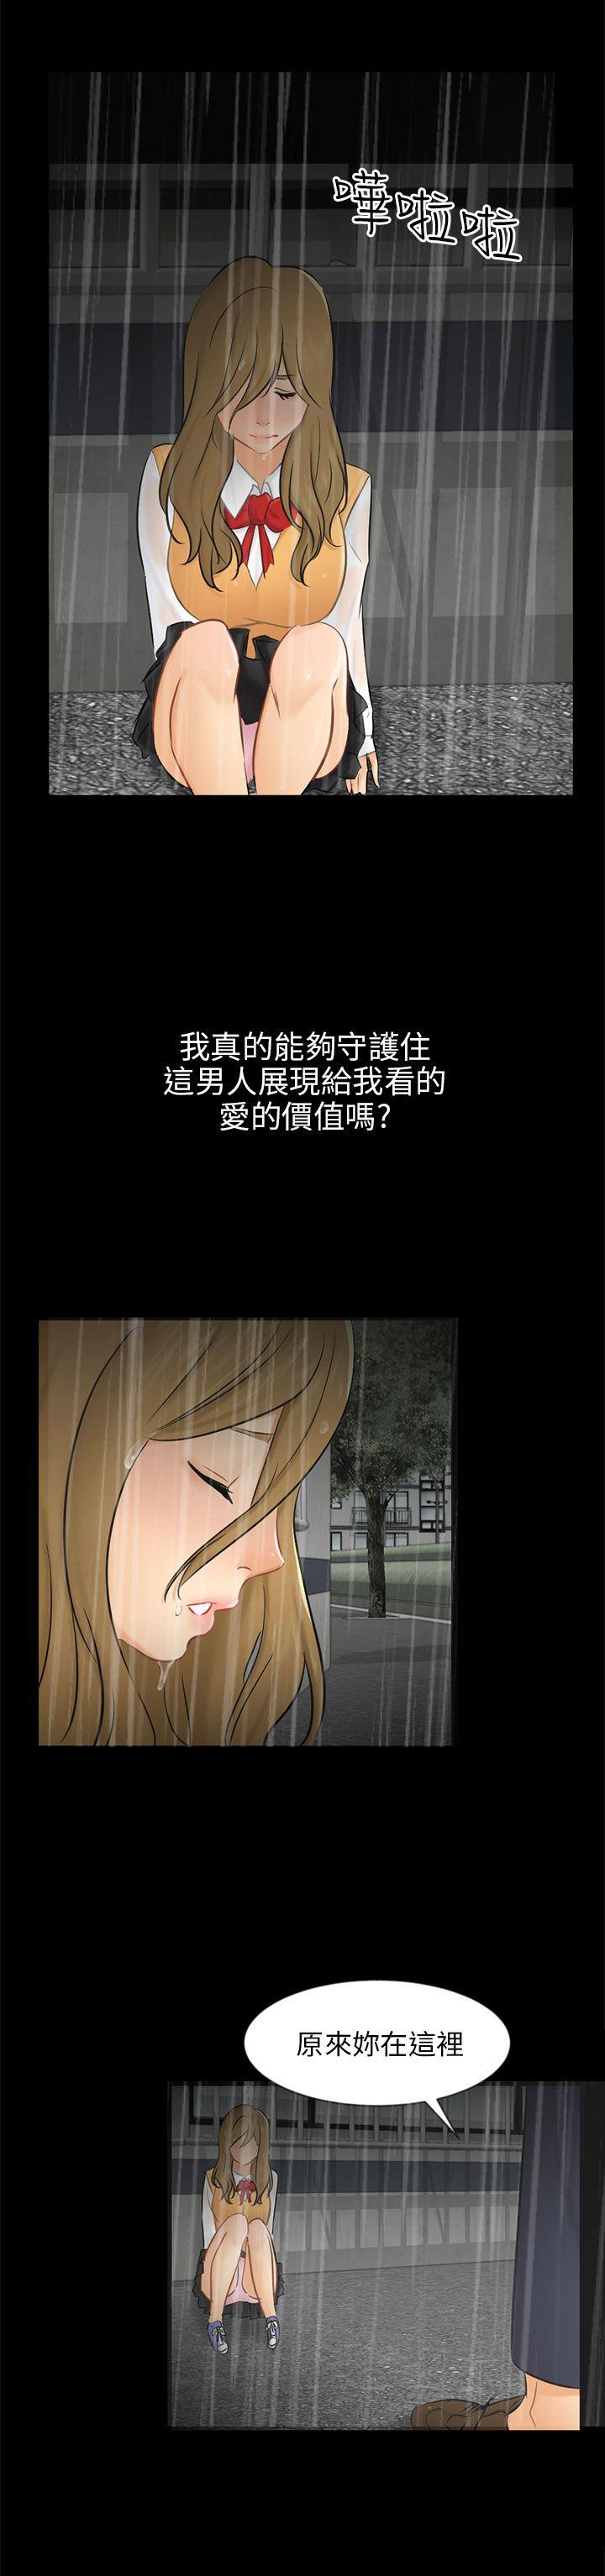 嘩啦啦
我真的能夠守護住
這男人展現給我看的
愛的價值嗎?
原來妳在這裡